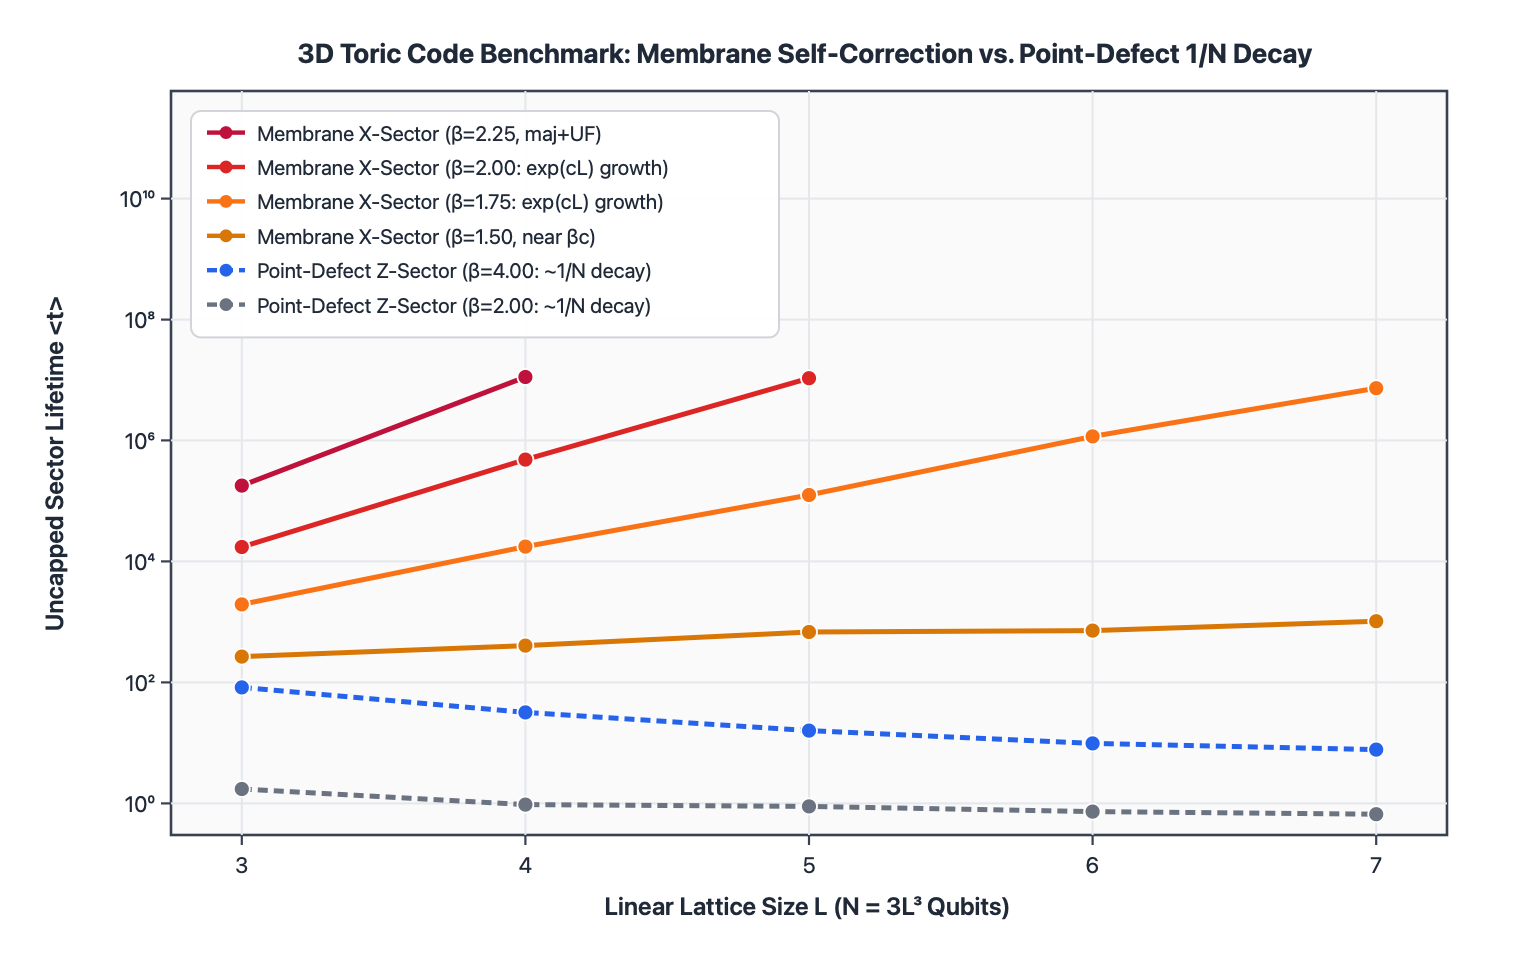 3D Toric Code Benchmark: Membrane Self-Correction vs. Point-Defect 1/N Decay
Membrane X-Sector (β=2.25, maj+UF)
Membrane X-Sector (β=2.00: exp(cL) growth)
Membrane X-Sector (β=1.75: exp(cL) growth)
Membrane X-Sector (β=1.50, near βc)
Point-Defect Z-Sector (β=4.00: ~1/N decay)
Point-Defect Z-Sector (β=2.00: ~1/N decay)
Uncapped Sector Lifetime <t>
10¹⁰
10⁸
10⁶
10⁴
10²
10⁰
3 4 5 6 7
Linear Lattice Size L (N = 3L³ Qubits)